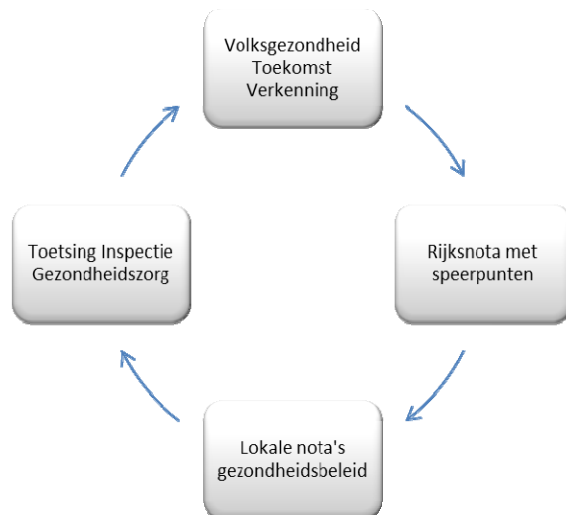 Volksgezondheid
Toekomst
Verkenning
Rijksnota met
speerpunten
Lokale nota's
gezondheidsbeleid
Toetsing Inspectie
Gezondheidszorg